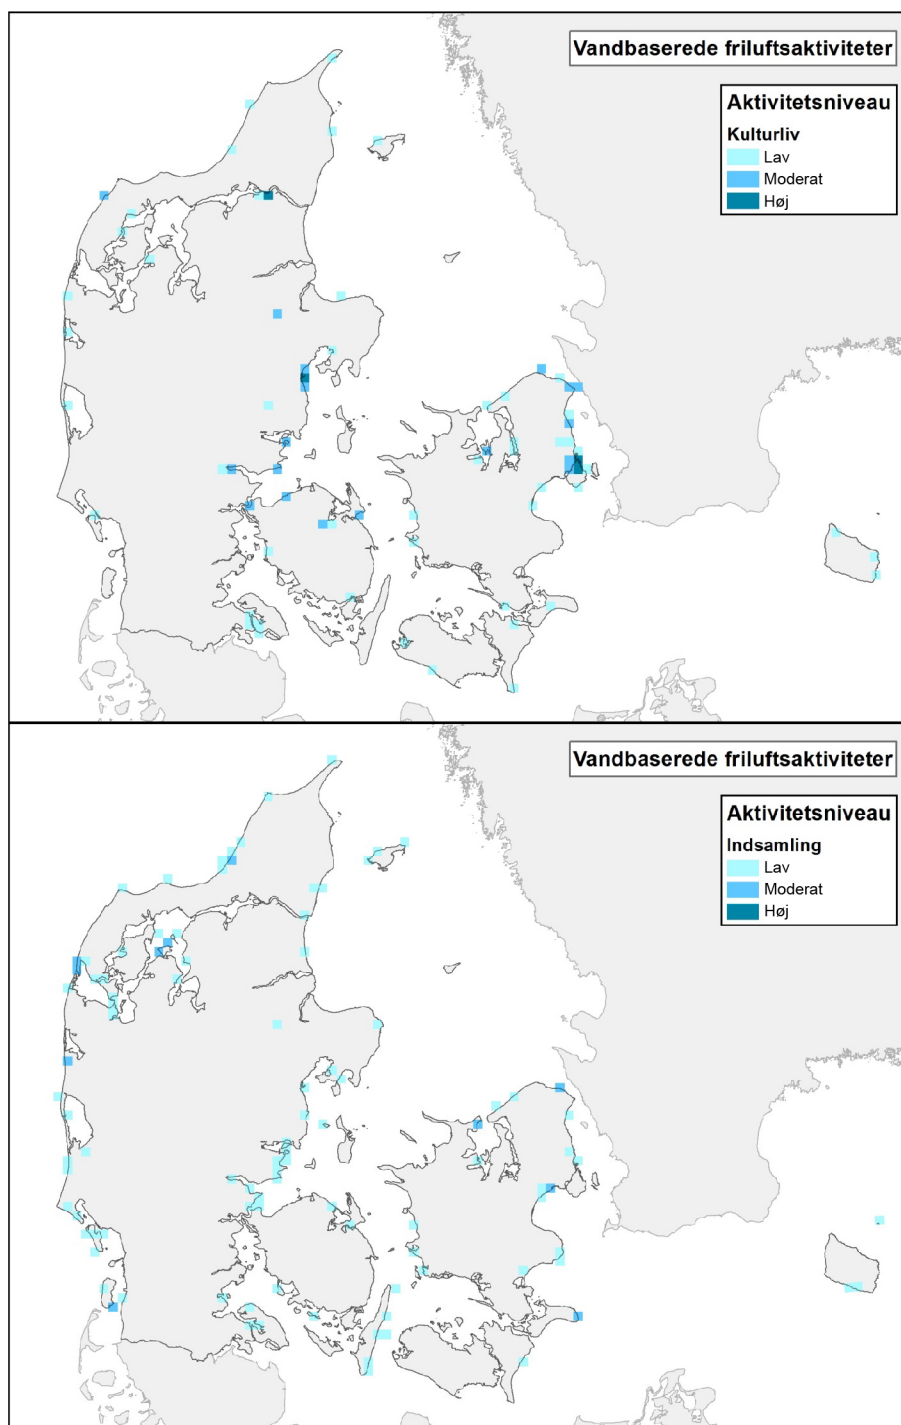 Vandbaserede friluftsaktiviteter
Aktivitetsniveau
Kulturliv
Lav
Moderat
Høj
Vandbaserede friluftsaktiviteter
Aktivitetsniveau
Indsamling
Lav
Moderat
Høj